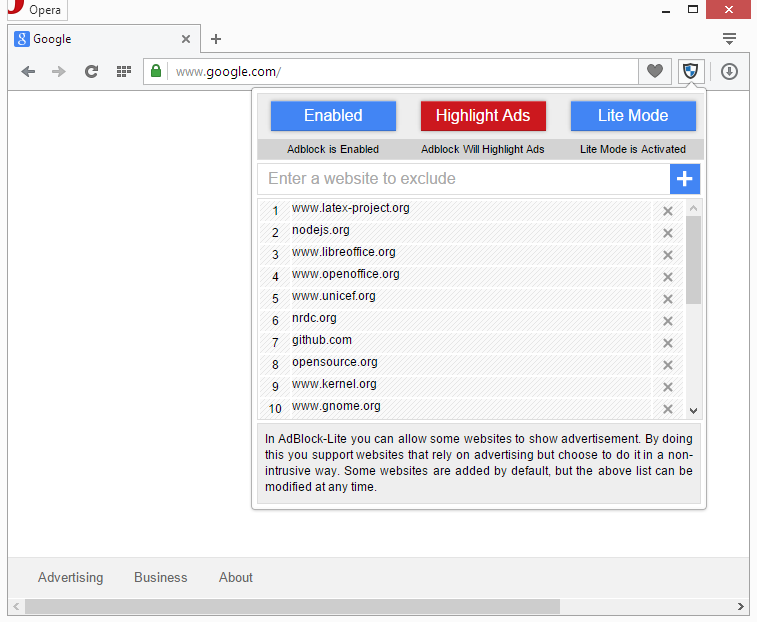 Opera
Google
www.google.com/
Enabled
Highlight Ads
Lite Mode
Adblock is Enabled
Adblock Will Highlight Ads
Lite Mode is Activated
Enter a website to exclude
1 www.latex-project.org
2 nodejs.org
3 www.libreoffice.org
4 www.openoffice.org
5 www.unicef.org
6 nrdc.org
7 github.com
8 opensource.org
9 www.kernel.org
10 www.gnome.org
In AdBlock-Lite you can allow some websites to show advertisement. By doing
this you support websites that rely on advertising but choose to do it in a non-
intrusive way. Some websites are added by default, but the above list can be
modified at any time.
Advertising
Business
About